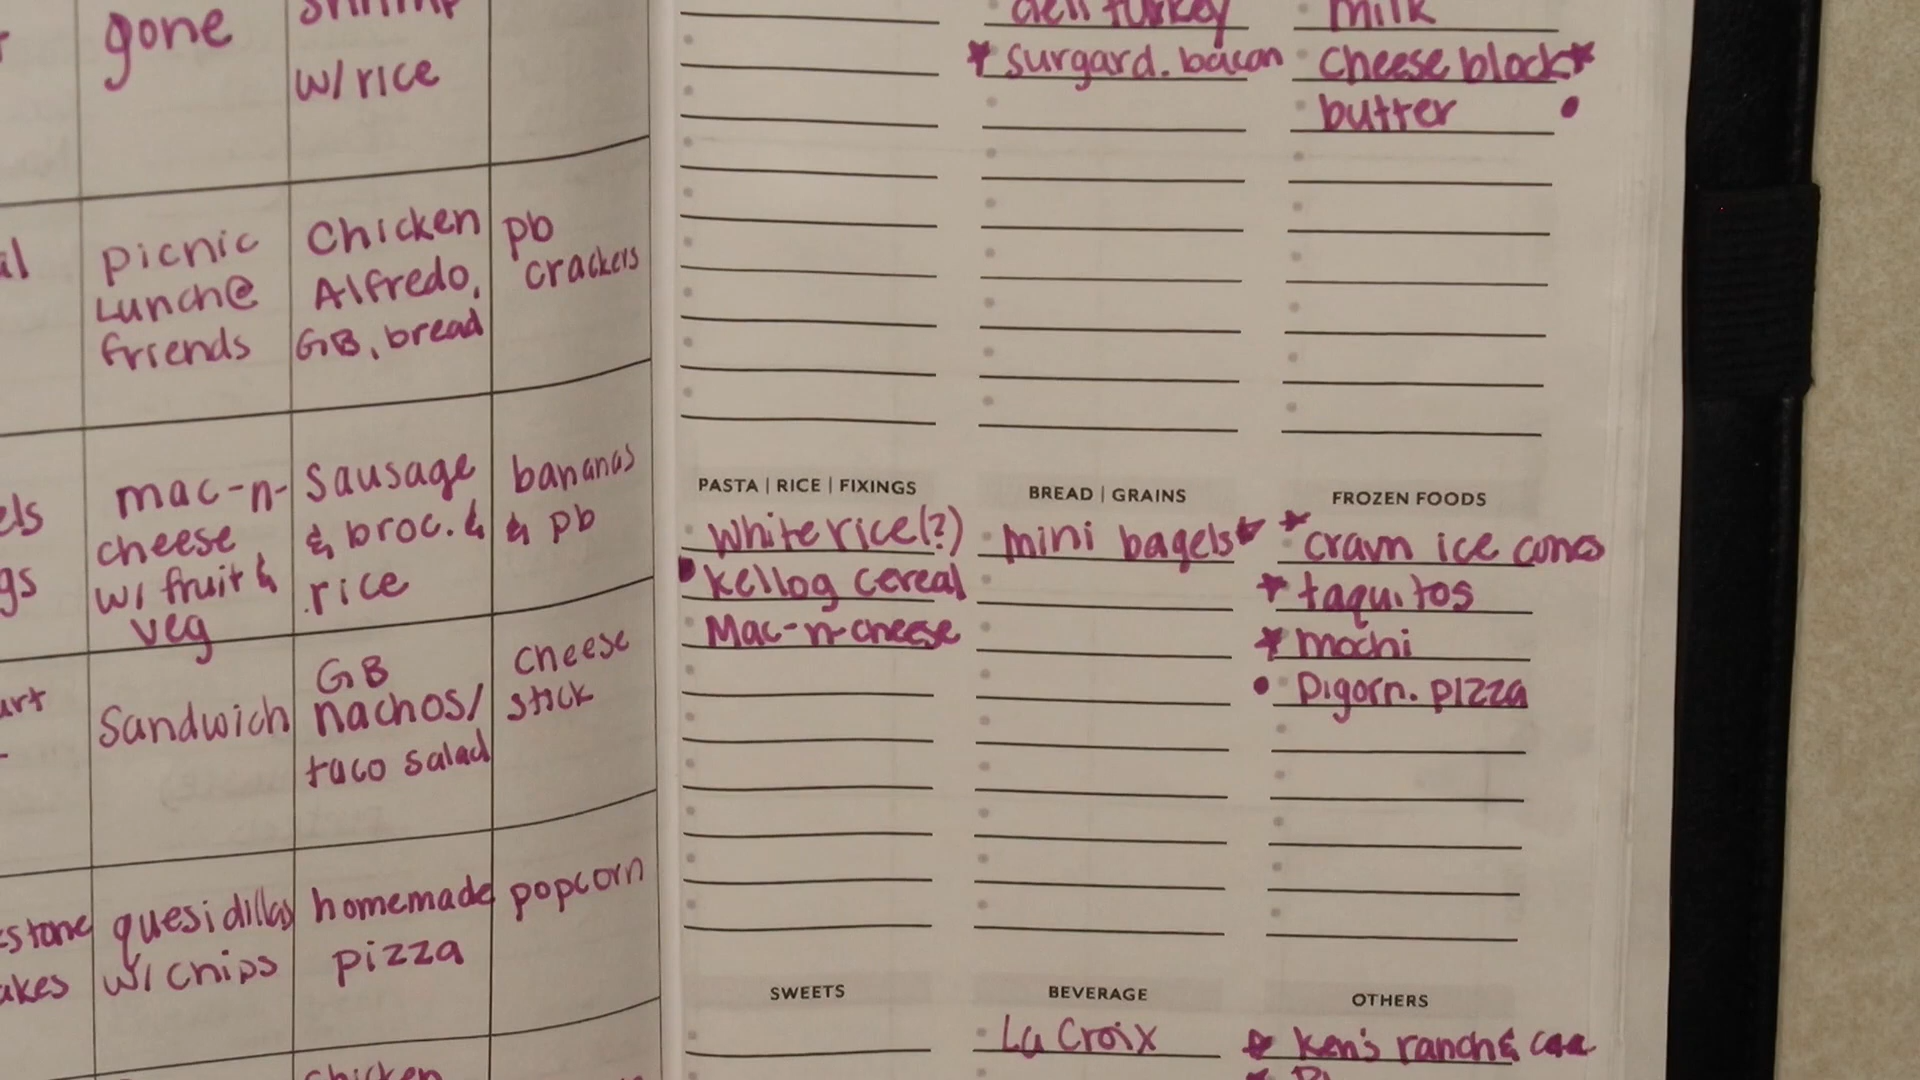 gone
w/ rice
picnic
Lunch@
friends
Chicken
Alfredo,
GB, bread
pb
crackers
mac-n-
cheese
w/ fruit &
veg
Sausage
& broc. &
rice
bananas
& pb
Sandwich
GB
nachos/
taco salad
cheese
stick
quesidillas
w/ chips
homemade
pizza
popcorn
chicken
deli turkey
surgard. bacon
milk
cheese block
butter
PASTA | RICE | FIXINGS
White rice (?)
Kellog cereal
Mac-n-cheese
BREAD | GRAINS
mini bagels
FROZEN FOODS
cravn ice cones
taquitos
mochi
Digorn. pizza
SWEETS
BEVERAGE
La Croix
OTHERS
Ken's ranch &